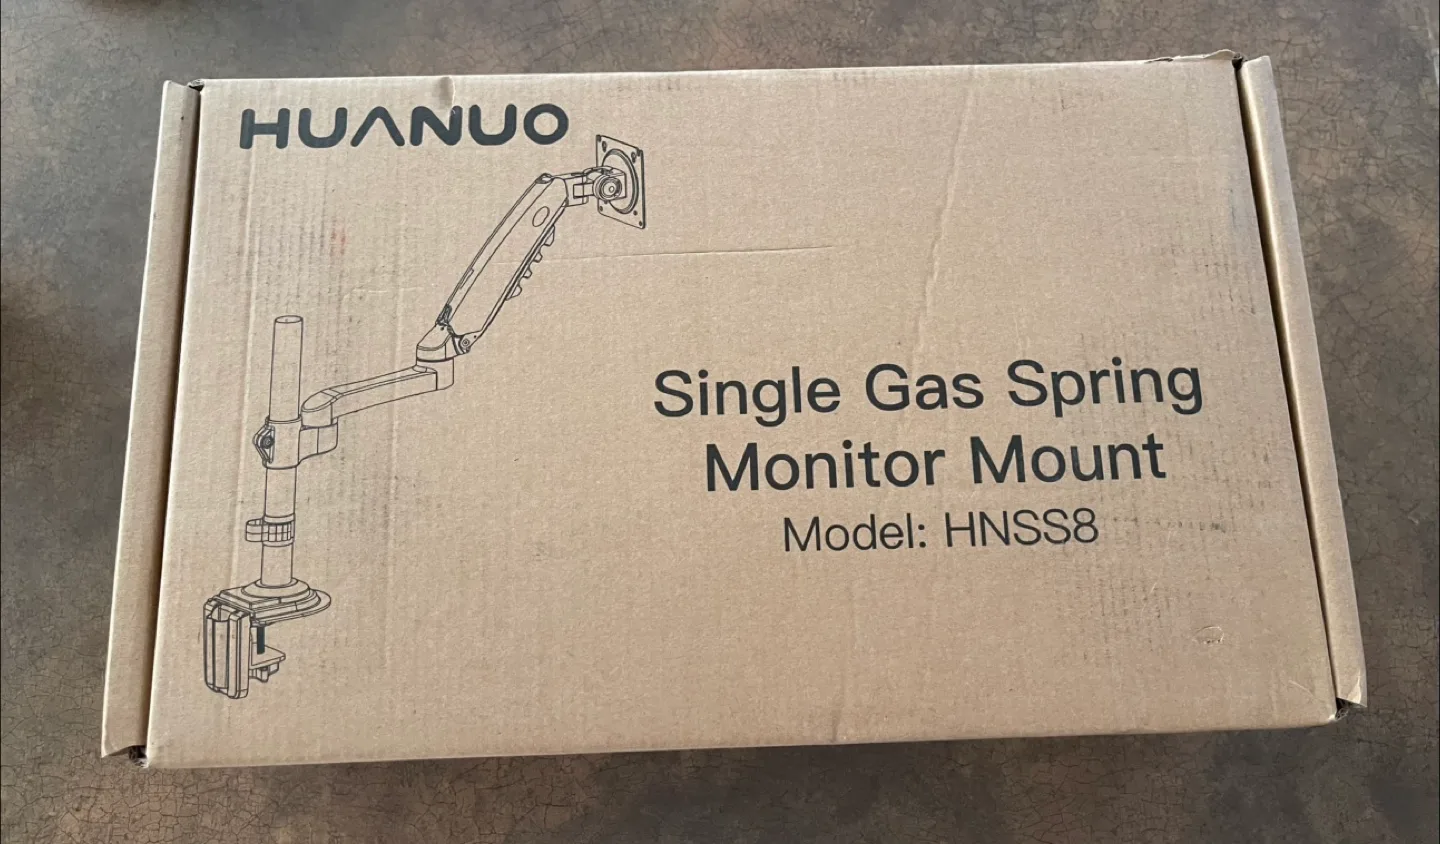 HUANUO
Single Gas Spring
Monitor Mount
Model: HNSS8